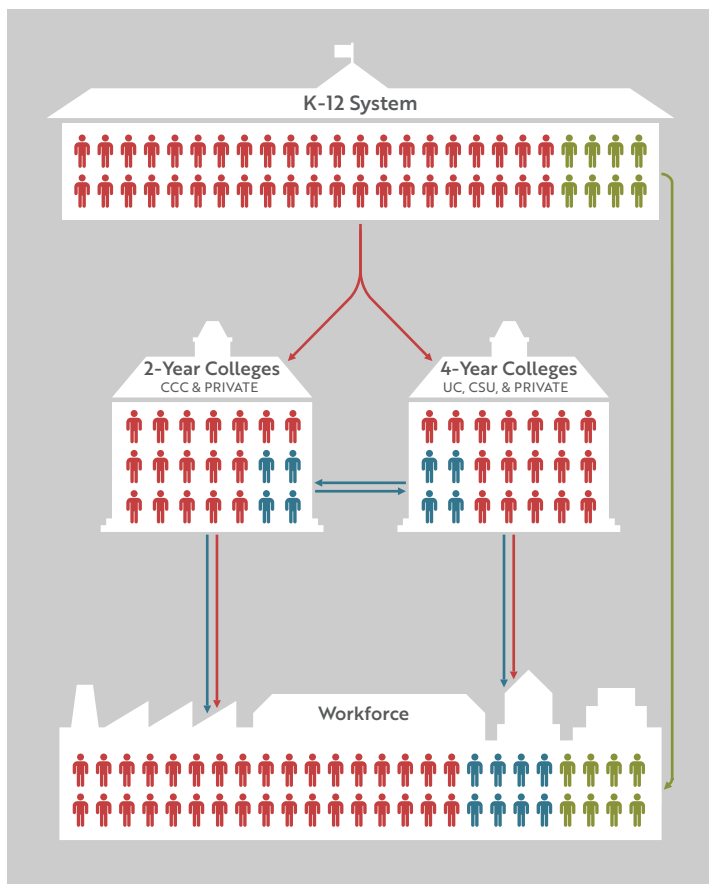 K-12 System
2-Year Colleges
CCC & PRIVATE
4-Year Colleges
UC, CSU, & PRIVATE
Workforce